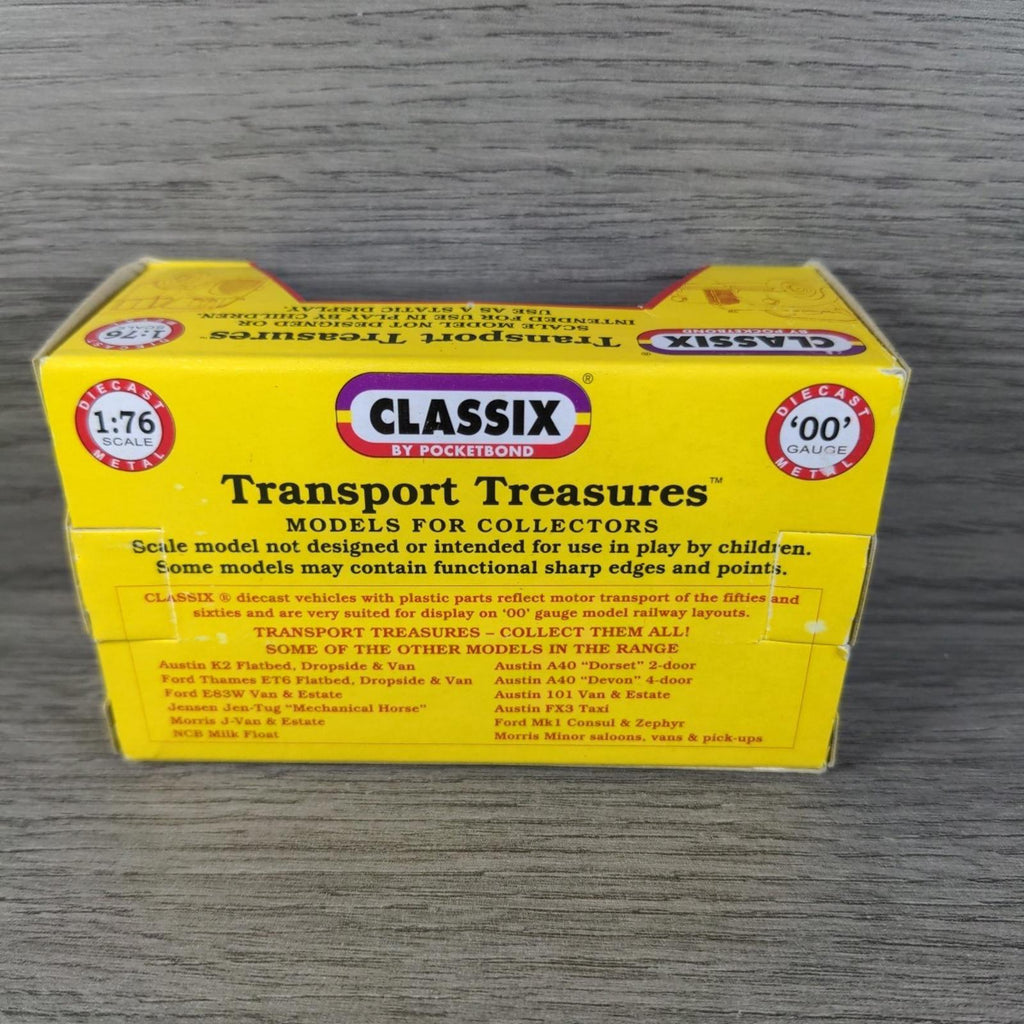 USE AS A STATIC DISPLAY.
INTENDED FOR USE IN PLAY BY CHILDREN.
SCALE MODEL NOT DESIGNED OR
Transport Treasures™
1:76
SCALE
DIECAST
METAL
CLASSIX ®
BY POCKETBOND
DIECAST
1:76
SCALE
METAL
CLASSIX ®
BY POCKETBOND
DIECAST
‘00’
GAUGE
METAL
Transport Treasures™
MODELS FOR COLLECTORS
Scale model not designed or intended for use in play by children.
Some models may contain functional sharp edges and points.
CLASSIX ® diecast vehicles with plastic parts reflect motor transport of the fifties and
sixties and are very suited for display on ‘00’ gauge model railway layouts.
TRANSPORT TREASURES – COLLECT THEM ALL!
SOME OF THE OTHER MODELS IN THE RANGE
Austin K2 Flatbed, Dropside & Van
Ford Thames ET6 Flatbed, Dropside & Van
Ford E83W Van & Estate
Jensen Jen-Tug “Mechanical Horse”
Morris J-Van & Estate
NCB Milk Float
Austin A40 “Dorset” 2-door
Austin A40 “Devon” 4-door
Austin 101 Van & Estate
Austin FX3 Taxi
Ford Mk1 Consul & Zephyr
Morris Minor saloons, vans & pick-ups